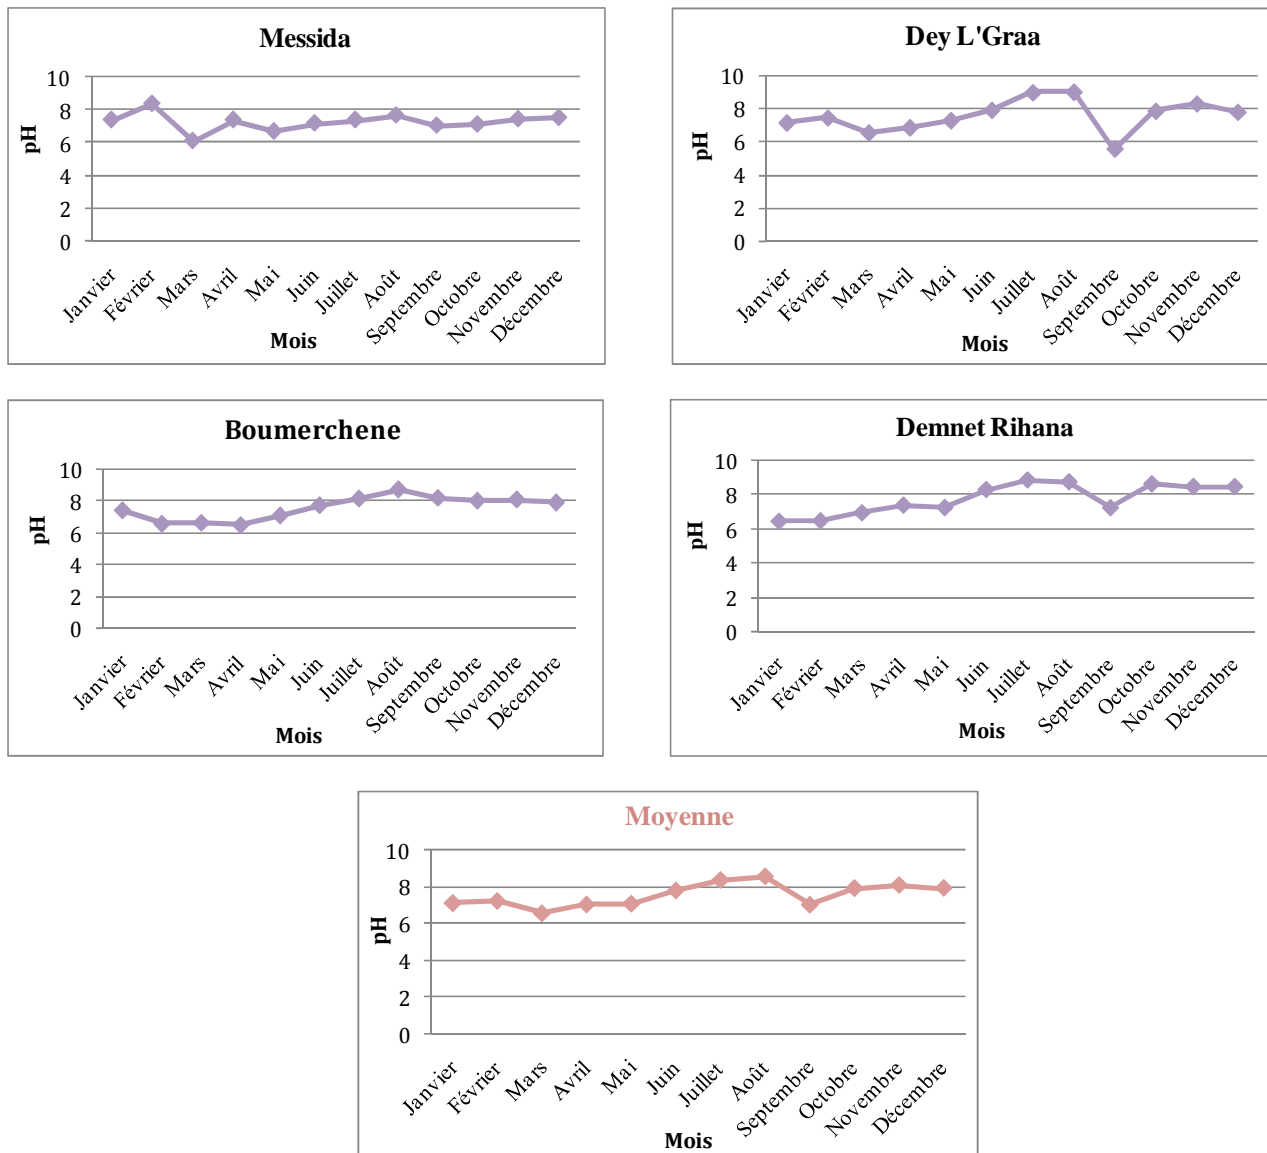 Messida
pH
10
8
6
4
2
0
Janvier
Février
Mars
Avril
Mai
Juin
Juillet
Août
Septembre
Octobre
Novembre
Décembre
Mois
Dey L'Graa
pH
10
8
6
4
2
0
Janvier
Février
Mars
Avril
Mai
Juin
Juillet
Août
Septembre
Octobre
Novembre
Décembre
Mois
Boumerchene
pH
10
8
6
4
2
0
Janvier
Février
Mars
Avril
Mai
Juin
Juillet
Août
Septembre
Octobre
Novembre
Décembre
Mois
Demnet Rihana
pH
10
8
6
4
2
0
Janvier
Février
Mars
Avril
Mai
Juin
Juillet
Août
Septembre
Octobre
Novembre
Décembre
Mois
Moyenne
pH
10
8
6
4
2
0
Janvier
Février
Mars
Avril
Mai
Juin
Juillet
Août
Septembre
Octobre
Novembre
Décembre
Mois